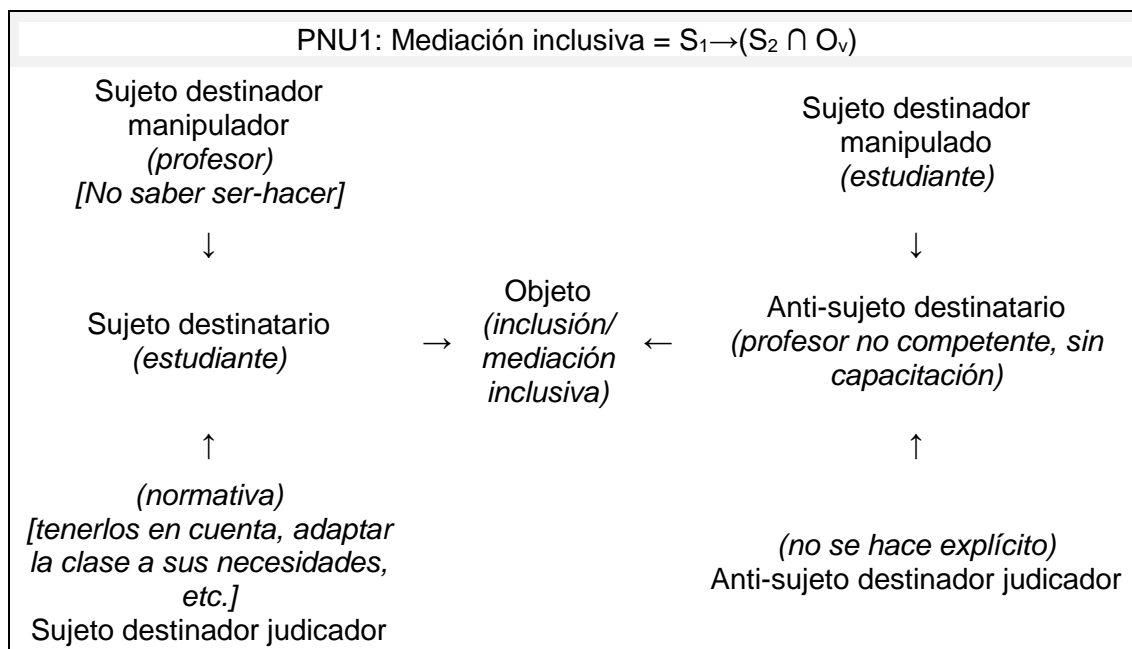 PNU1: Mediación inclusiva = S₁→(S₂ ∩ Oᵥ)
Sujeto destinador
manipulador
(profesor)
[No saber ser-hacer]
Sujeto destinador
manipulado
(estudiante)
↓
↓
Sujeto destinatario
(estudiante)
→
Objeto
(inclusión/
mediación
inclusiva)
←
Anti-sujeto destinatario
(profesor no competente, sin
capacitación)
↑
↑
(normativa)
[tenerlos en cuenta, adaptar
la clase a sus necesidades,
etc.]
Sujeto destinador judicador
(no se hace explícito)
Anti-sujeto destinador judicador